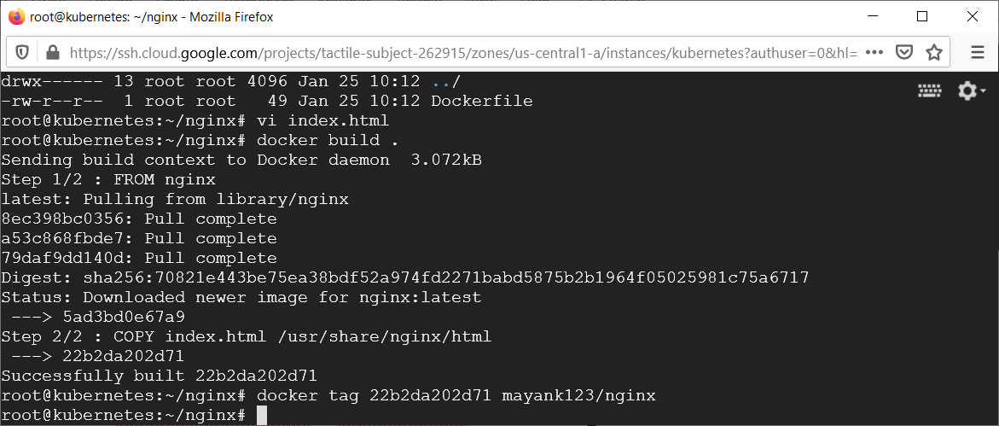 root@kubernetes: ~/nginx - Mozilla Firefox
https://ssh.cloud.google.com/projects/tactile-subject-262915/zones/us-central1-a/instances/kubernetes?authuser=0&hl=
drwx------ 13 root root 4096 Jan 25 10:12 ../
-rw-r--r--  1 root root   49 Jan 25 10:12 Dockerfile
root@kubernetes:~/nginx# vi index.html
root@kubernetes:~/nginx# docker build .
Sending build context to Docker daemon  3.072kB
Step 1/2 : FROM nginx
latest: Pulling from library/nginx
8ec398bc0356: Pull complete
a53c868fbde7: Pull complete
79daf9dd140d: Pull complete
Digest: sha256:70821e443be75ea38bdf52a974fd2271babd5875b2b1964f05025981c75a6717
Status: Downloaded newer image for nginx:latest
 ---> 5ad3bd0e67a9
Step 2/2 : COPY index.html /usr/share/nginx/html
 ---> 22b2da202d71
Successfully built 22b2da202d71
root@kubernetes:~/nginx# docker tag 22b2da202d71 mayank123/nginx
root@kubernetes:~/nginx#